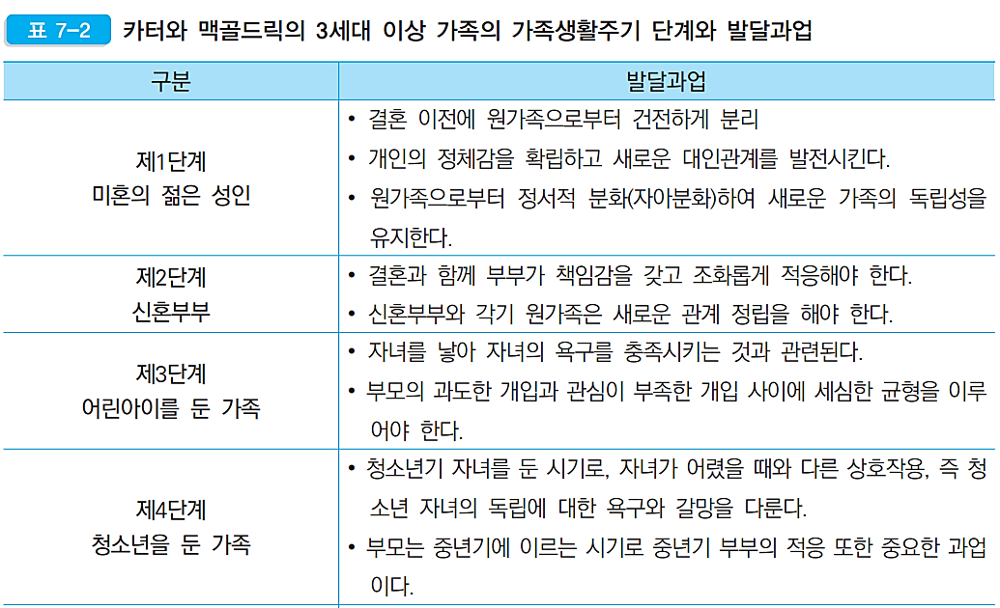 표 7-2 카터와 맥골드릭의 3세대 이상 가족의 가족생활주기 단계와 발달과업
구분 발달과업
제1단계
미혼의 젊은 성인
• 결혼 이전에 원가족으로부터 건전하게 분리
• 개인의 정체감을 확립하고 새로운 대인관계를 발전시킨다.
• 원가족으로부터 정서적 분화(자아분화)하여 새로운 가족의 독립성을
유지한다.
제2단계
신혼부부
• 결혼과 함께 부부가 책임감을 갖고 조화롭게 적응해야 한다.
• 신혼부부와 각기 원가족은 새로운 관계 정립을 해야 한다.
제3단계
어린아이를 둔 가족
• 자녀를 낳아 자녀의 욕구를 충족시키는 것과 관련된다.
• 부모의 과도한 개입과 관심이 부족한 개입 사이에 세심한 균형을 이루
어야 한다.
제4단계
청소년을 둔 가족
• 청소년기 자녀를 둔 시기로, 자녀가 어렸을 때와 다른 상호작용, 즉 청
소년 자녀의 독립에 대한 욕구와 갈망을 다룬다.
• 부모는 중년기에 이르는 시기로 중년기 부부의 적응 또한 중요한 과업
이다.